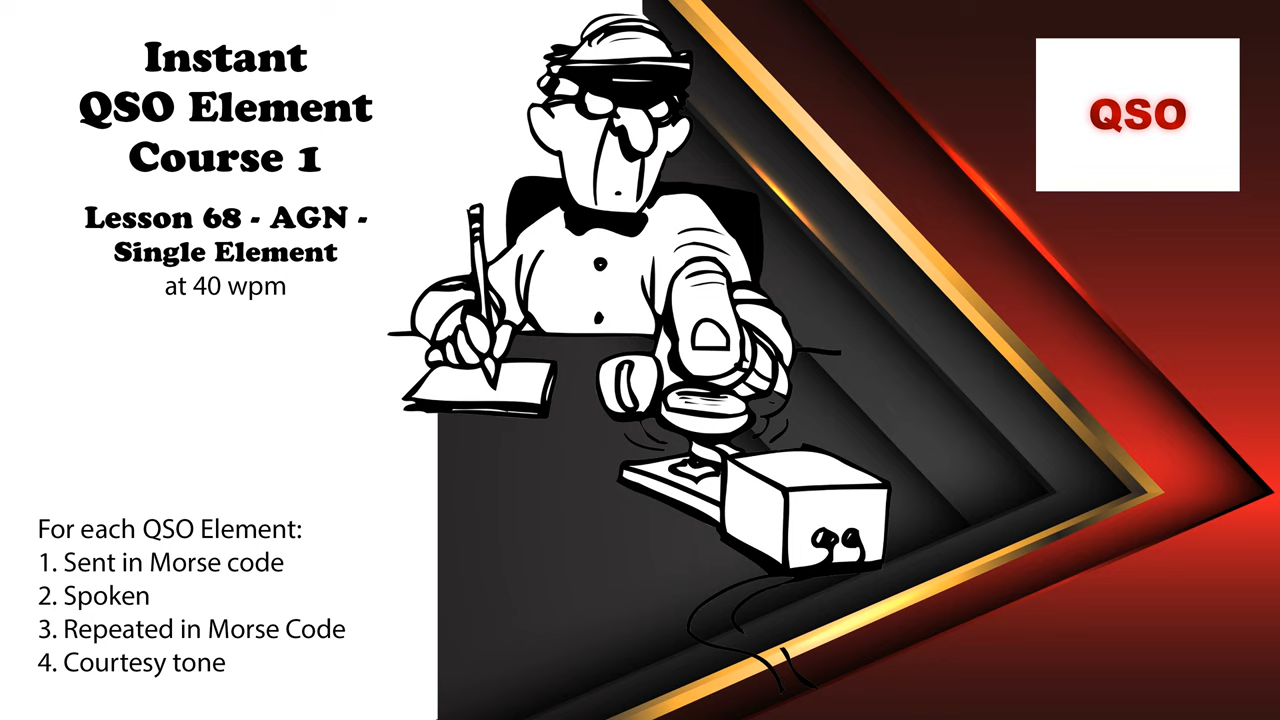 Instant
QSO Element
Course 1
Lesson 68 - AGN -
Single Element
at 40 wpm
QSO
For each QSO Element:
1. Sent in Morse code
2. Spoken
3. Repeated in Morse Code
4. Courtesy tone